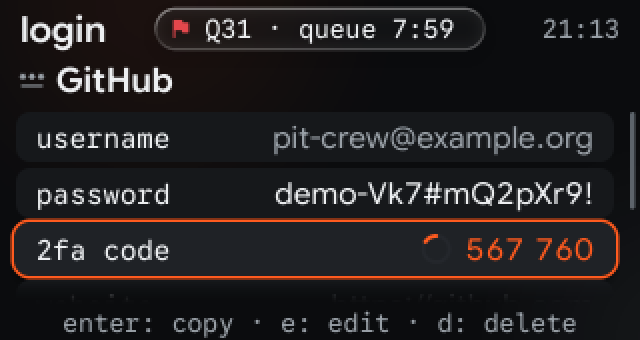 login
Q31 · queue 7:59
21:13
GitHub
username pit-crew@example.org
password demo-Vk7#mQ2pXr9!
2fa code 567 760
enter: copy · e: edit · d: delete